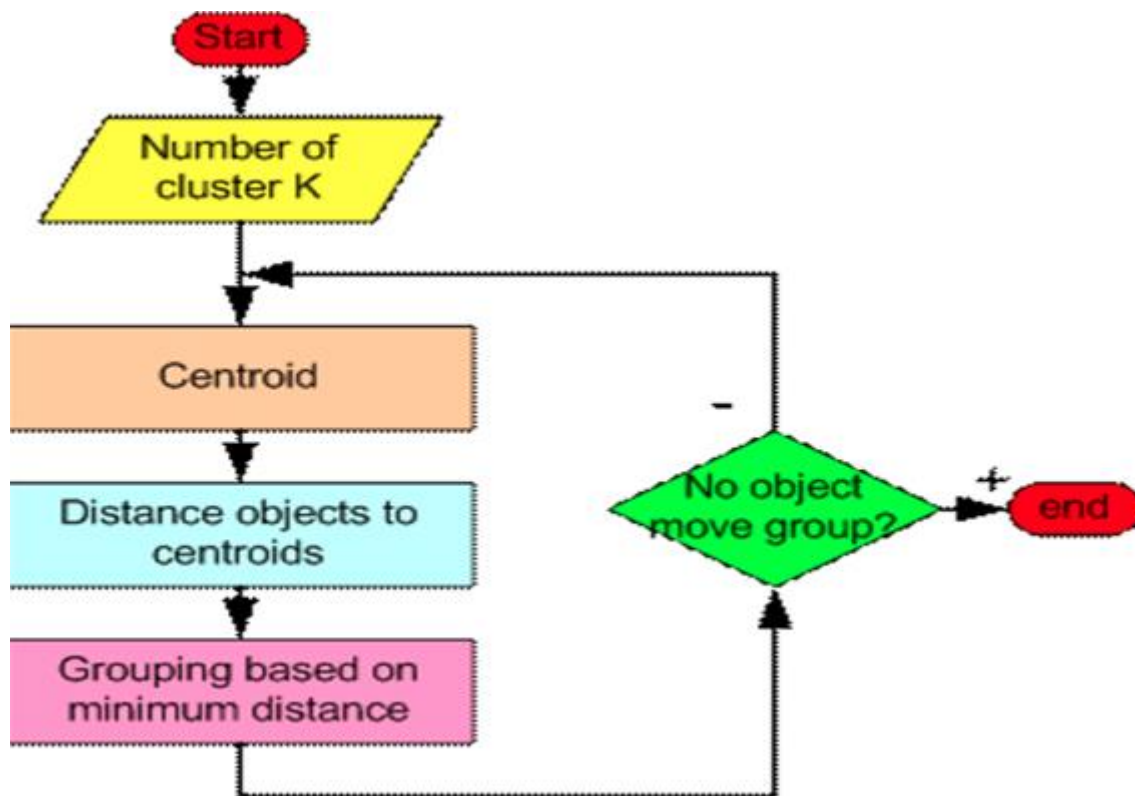 Start
Number of
cluster K
Centroid
Distance objects to
centroids
Grouping based on
minimum distance
-
No object
move group?
+
end